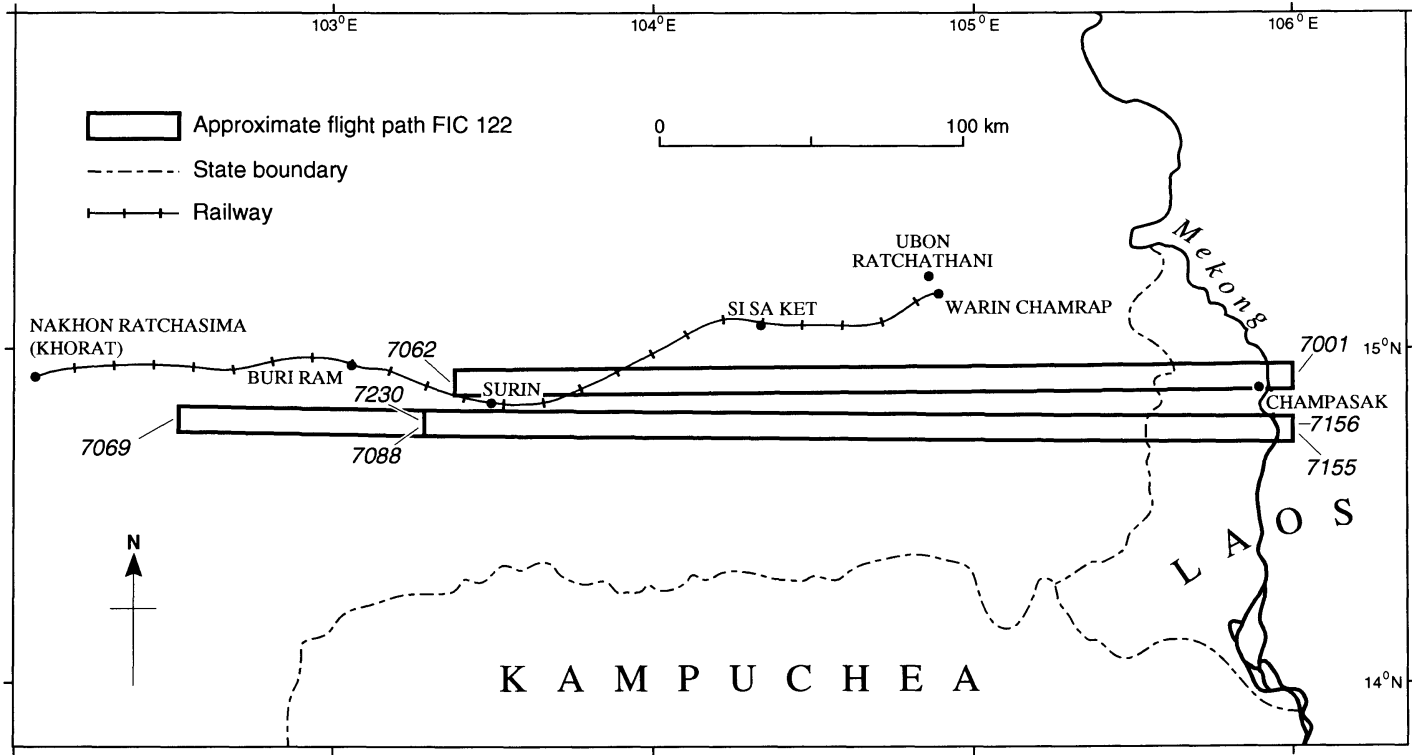 103°E
104°E
105°E
106°E
Approximate flight path FIC 122
State boundary
Railway
0
100 km
Mekong
UBON
RATCHATHANI
WARIN CHAMRAP
SI SA KET
NAKHON RATCHASIMA
(KHORAT)
BURI RAM
7062
SURIN
7230
7001
15°N
CHAMPASAK
7156
7069
7088
7155
LAOS
N
KAMPUCHEA
14°N